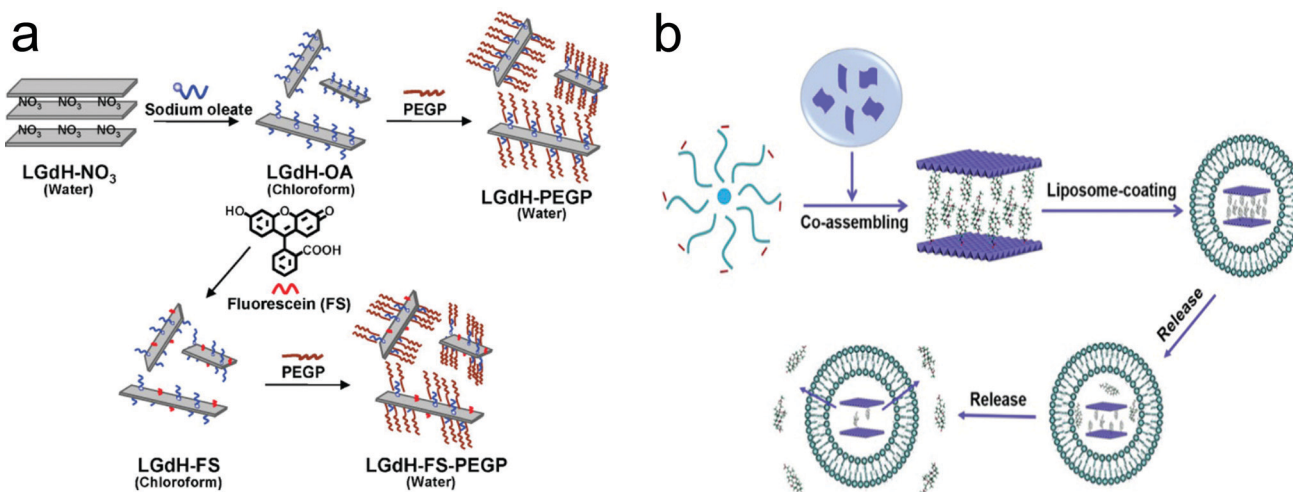 a
NO3 NO3 NO3
NO3 NO3 NO3
LGdH-NO3
(Water)
Sodium oleate
LGdH-OA
(Chloroform)
PEGP
LGdH-PEGP
(Water)
HO
O
O
COOH
Fluorescein (FS)
LGdH-FS
(Chloroform)
PEGP
LGdH-FS-PEGP
(Water)
b
Co-assembling
Liposome-coating
Release
Release